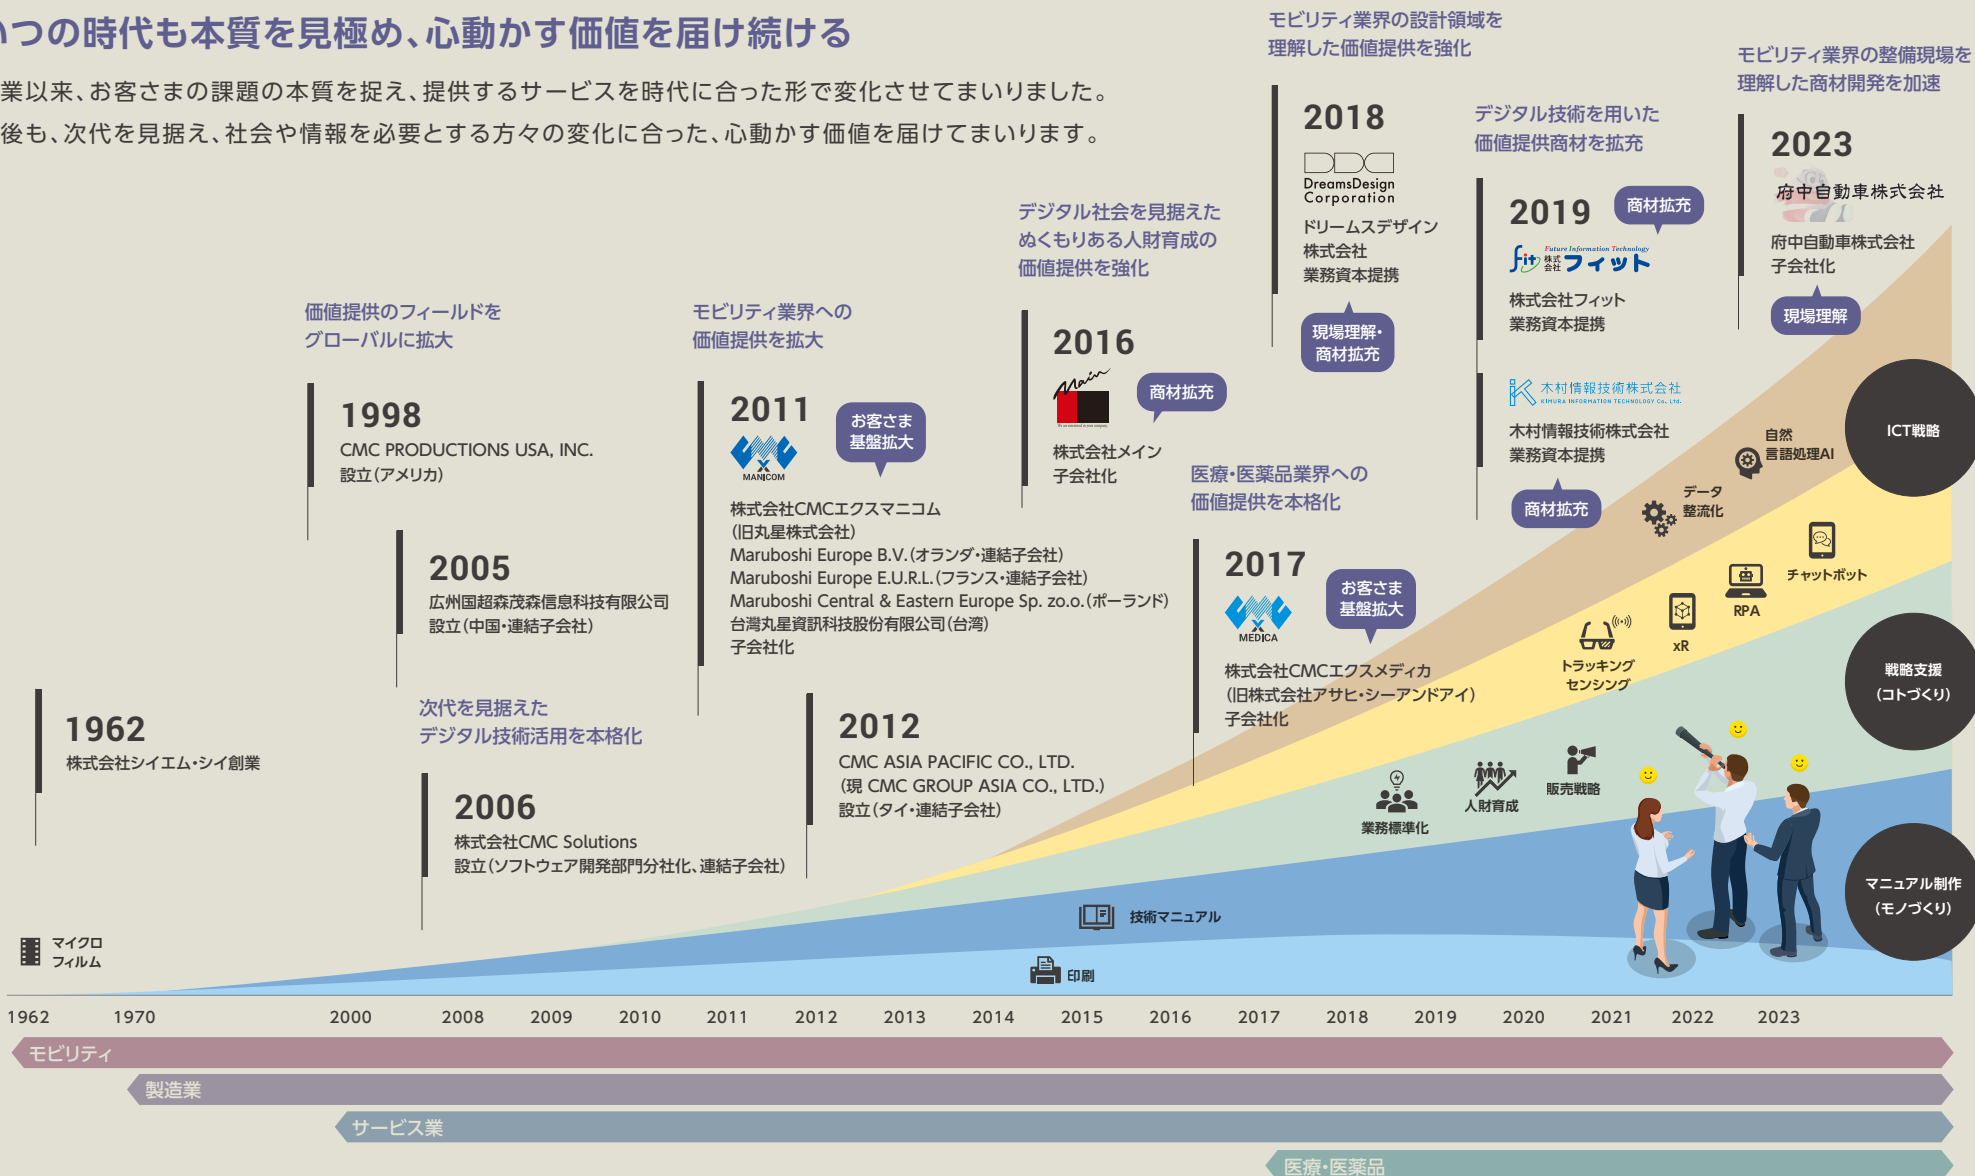 いつの時代も本質を見極め、心動かす価値を届け続ける
業以来、お客さまの課題の本質を捉え、提供するサービスを時代に合った形で変化させてまいりました。
後も、次代を見据え、社会や情報を必要とする方々の変化に合った、心動かす価値を届けてまいります。
1962
株式会社シイエム・シイ創業
価値提供のフィールドを
グローバルに拡大
1998
CMC PRODUCTIONS USA, INC.
設立(アメリカ)
2005
広州国超森茂森信息科技有限公司
設立(中国・連結子会社)
次代を見据えた
デジタル技術活用を本格化
2006
株式会社CMC Solutions
設立(ソフトウェア開発部門分社化、連結子会社)
モビリティ業界への
価値提供を拡大
2011
お客さま
基盤拡大
CMC
X
MANICOM
株式会社CMCエクスマニコム
(旧丸星株式会社)
Maruboshi Europe B.V.(オランダ・連結子会社)
Maruboshi Europe E.U.R.L.(フランス・連結子会社)
Maruboshi Central & Eastern Europe Sp. zo.o.(ポーランド)
台灣丸星資訊科技股份有限公司(台湾)
子会社化
2012
CMC ASIA PACIFIC CO., LTD.
(現 CMC GROUP ASIA CO., LTD.)
設立(タイ・連結子会社)
デジタル社会を見据えた
ぬくもりある人財育成の
価値提供を強化
2016
Main
商材拡充
株式会社メイン
子会社化
医療・医薬品業界への
価値提供を本格化
2017
お客さま
基盤拡大
CMC
X
MEDICA
株式会社CMCエクスメディカ
(旧株式会社アサヒ・シーアンドアイ)
子会社化
モビリティ業界の設計領域を
理解した価値提供を強化
2018
DDC
DreamsDesign
Corporation
ドリームスデザイン
株式会社
業務資本提携
現場理解・
商材拡充
デジタル技術を用いた
価値提供商材を拡充
2019
商材拡充
Future Information Technology
fit 株式会社 フィット
株式会社フィット
業務資本提携
木村情報技術株式会社
KIMURA INFORMATION TECHNOLOGY Co., Ltd.
木村情報技術株式会社
業務資本提携
商材拡充
モビリティ業界の整備現場を
理解した商材開発を加速
2023
府中自動車株式会社
府中自動車株式会社
子会社化
現場理解
ICT戦略
自然
言語処理AI
データ
整流化
チャットボット
RPA
xR
トラッキング
センシング
戦略支援
(コトづくり)
販売戦略
人財育成
業務標準化
マニュアル制作
(モノづくり)
技術マニュアル
印刷
マイクロ
フィルム
1962 1970 2000 2008 2009 2010 2011 2012 2013 2014 2015 2016 2017 2018 2019 2020 2021 2022 2023
モビリティ
製造業
サービス業
医療・医薬品